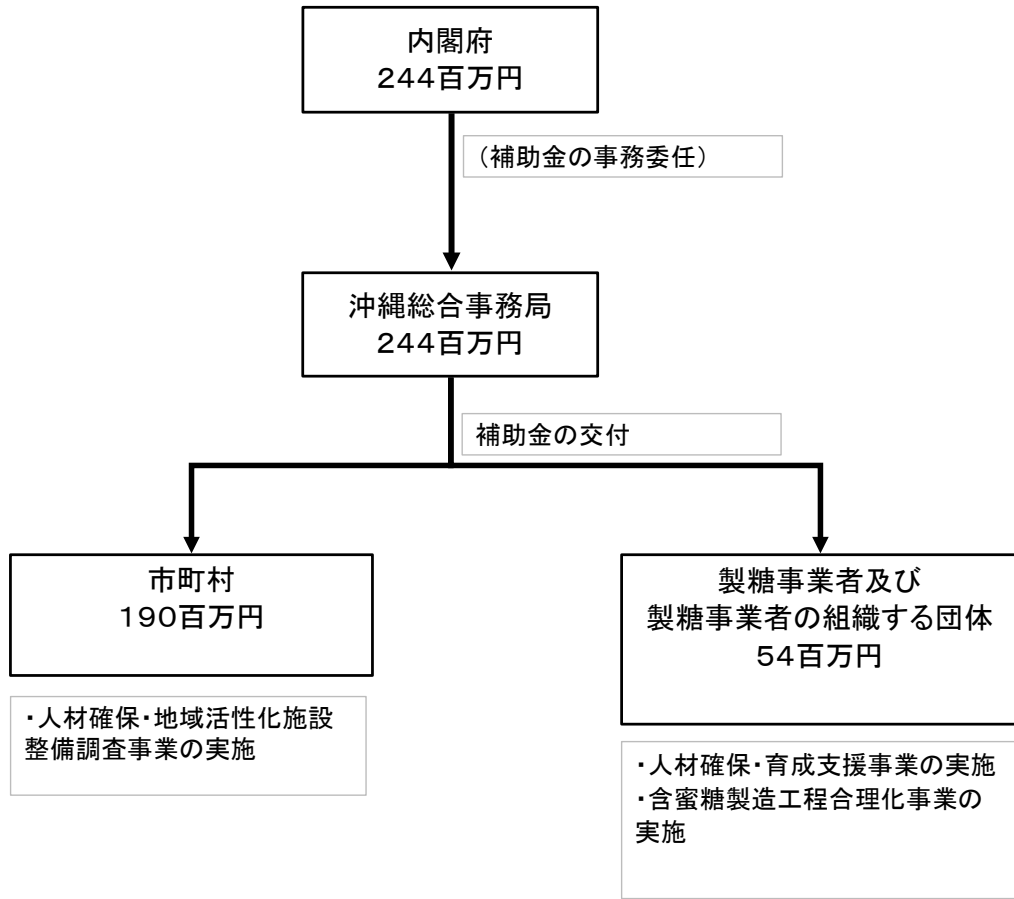 内閣府
244百万円
（補助金の事務委任）
沖縄総合事務局
244百万円
補助金の交付
市町村
190百万円
・人材確保・地域活性化施設
整備調査事業の実施
製糖事業者及び
製糖事業者の組織する団体
54百万円
・人材確保・育成支援事業の実施
・含蜜糖製造工程合理化事業の
実施